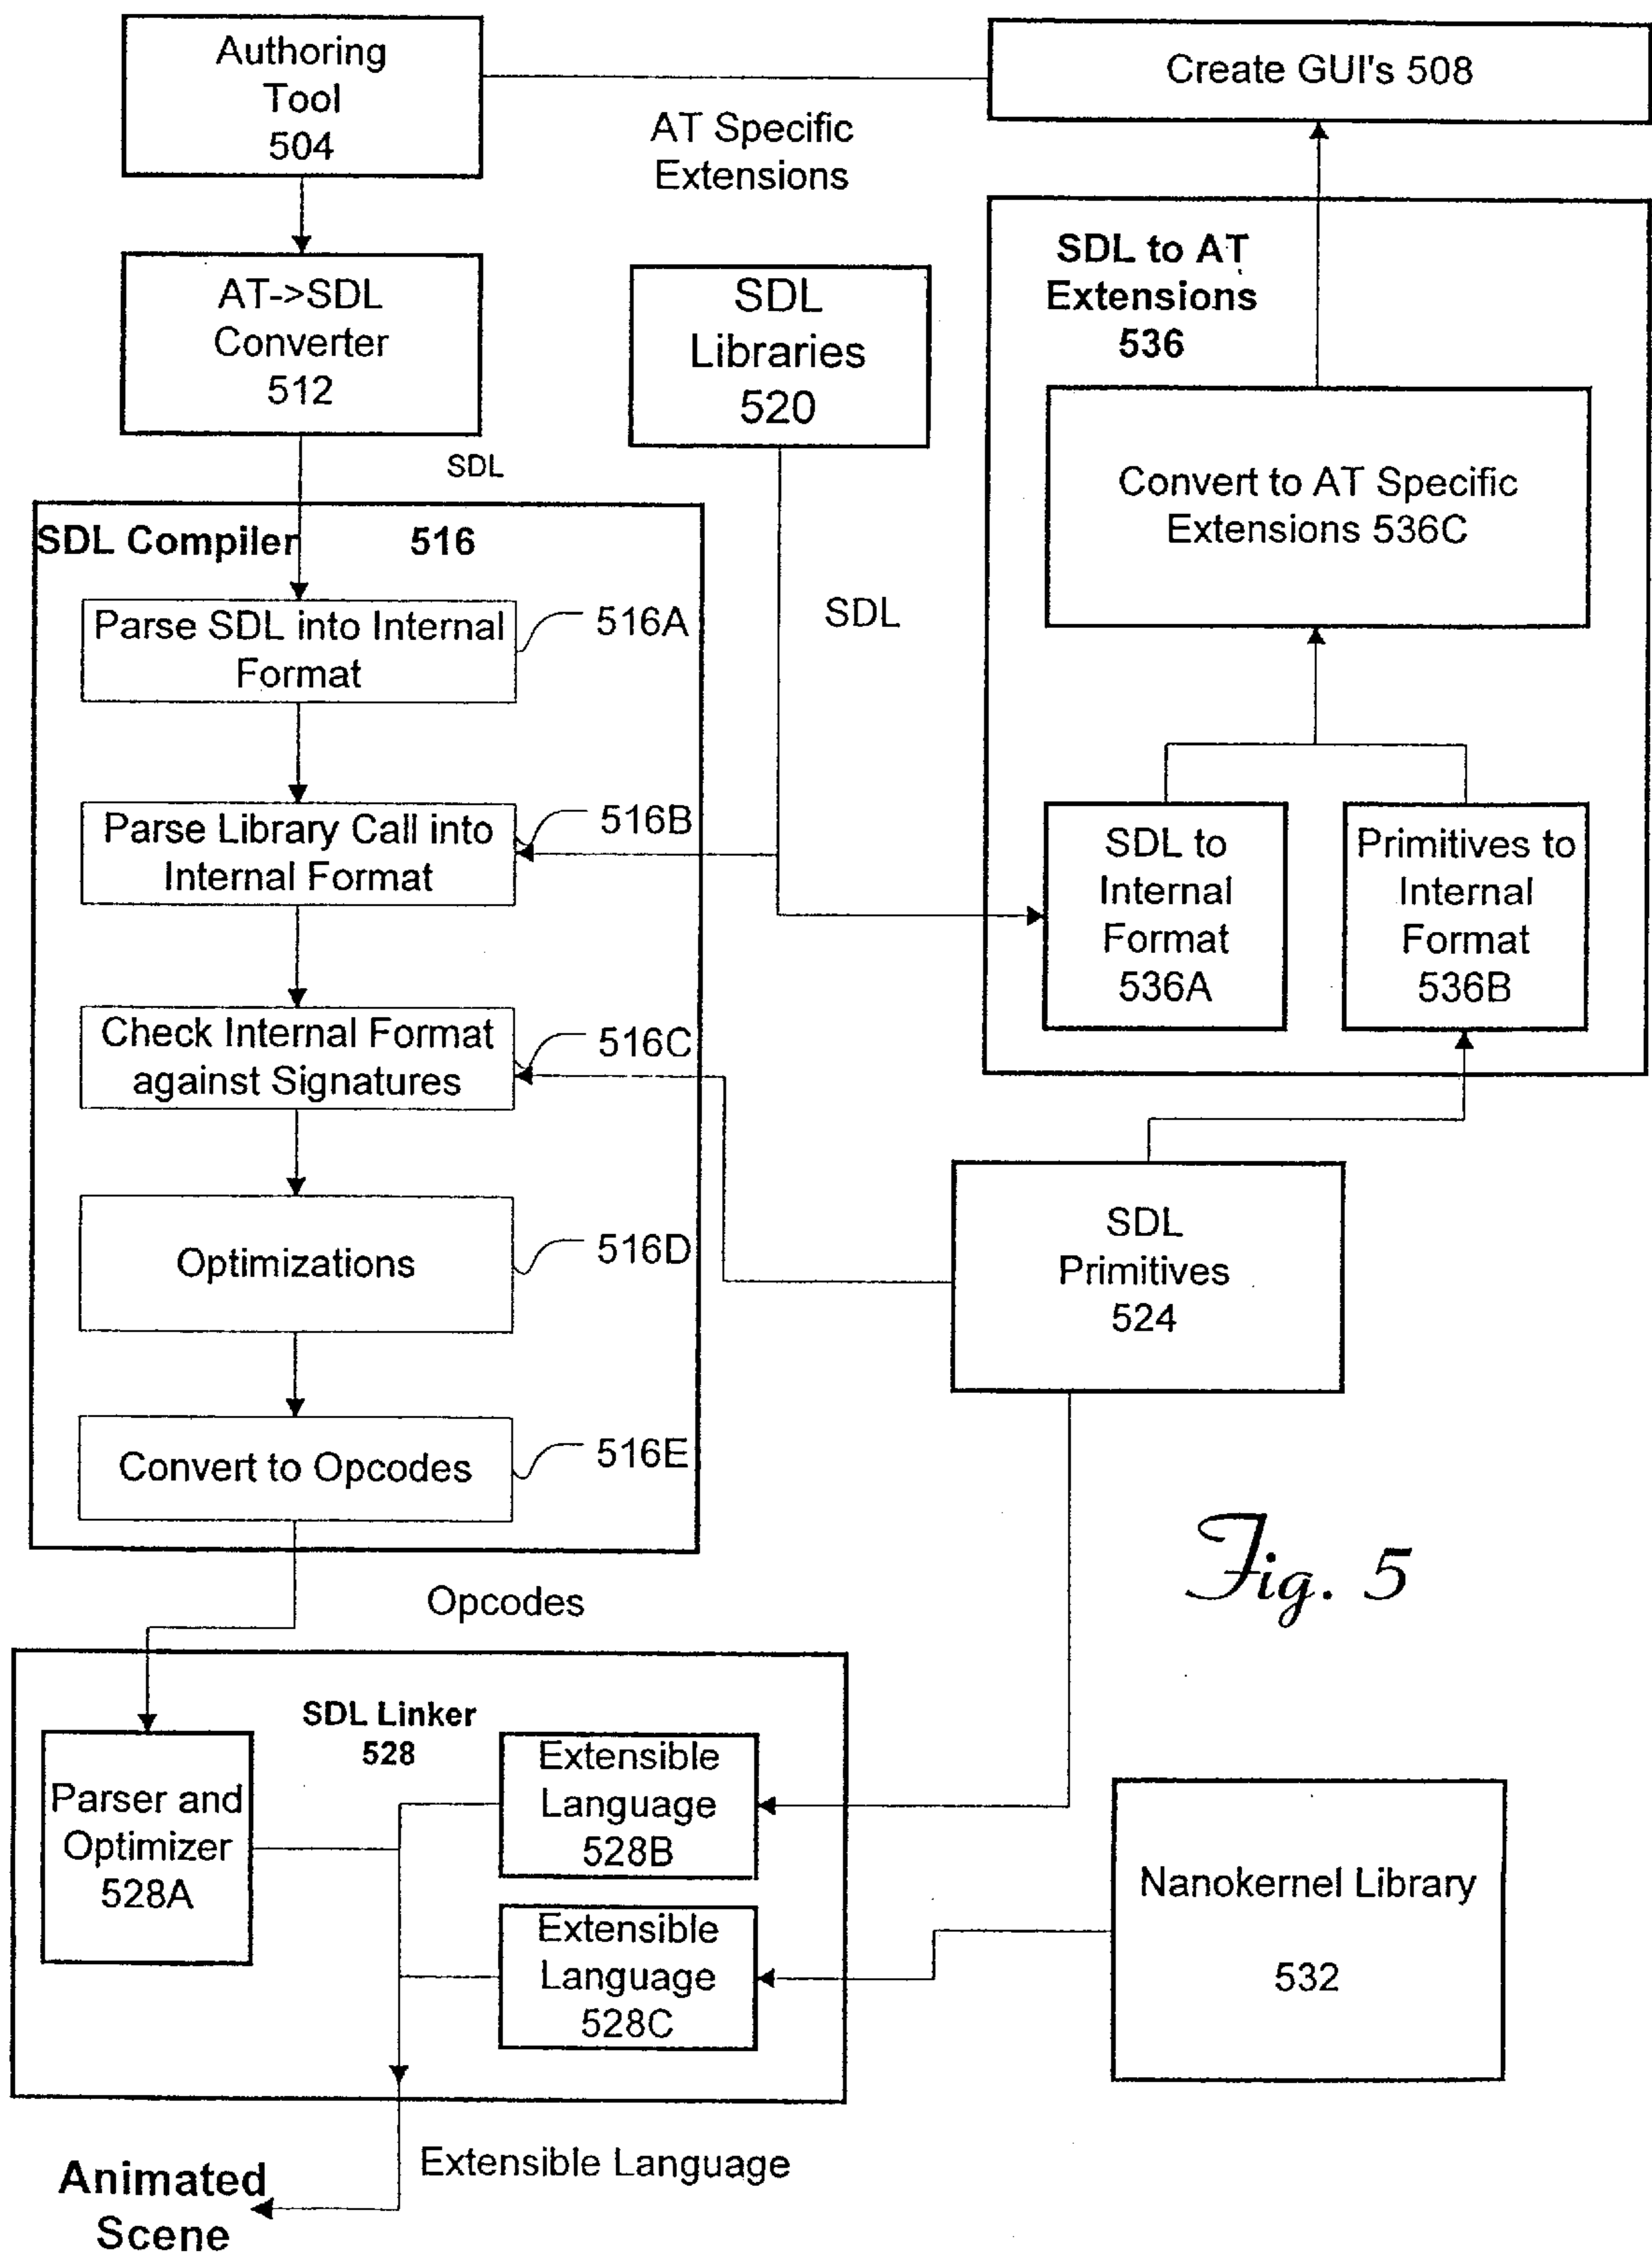 Authoring
Tool
504
Create GUI's 508
AT Specific
Extensions
AT->SDL
Converter
512
SDL
Libraries
520
SDL to AT
Extensions
536
Convert to AT Specific
Extensions 536C
SDL
SDL Compiler 516
Parse SDL into Internal
Format
516A
SDL
Parse Library Call into
Internal Format
516B
SDL to
Internal
Format
536A
Primitives to
Internal
Format
536B
Check Internal Format
against Signatures
516C
Optimizations
516D
SDL
Primitives
524
Convert to Opcodes
516E
Fig. 5
Opcodes
SDL Linker
528
Parser and
Optimizer
528A
Extensible
Language
528B
Extensible
Language
528C
Nanokernel Library
532
Extensible Language
Animated
Scene